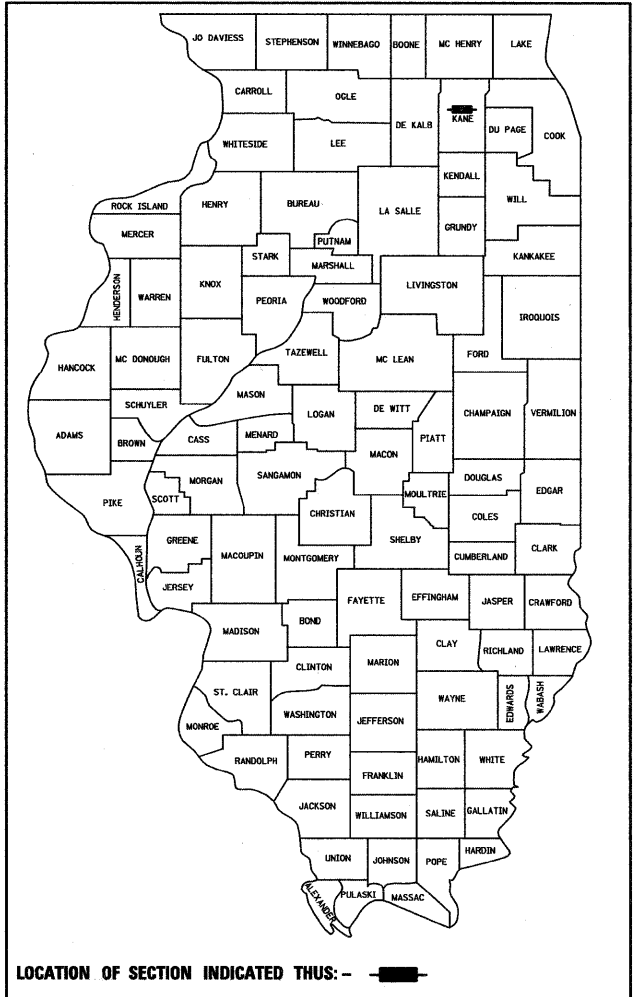 JO DAVIESS STEPHENSON WINNEBAGO BOONE MC HENRY LAKE
CARROLL OGLE DE KALB KANE DU PAGE COOK
WHITESIDE LEE
KENDALL
ROCK ISLAND HENRY BUREAU LA SALLE WILL
MERCER PUTNAM GRUNDY
STARK MARSHALL KANKAKEE
HENDERSON WARREN KNOX PEORIA WOODFORD LIVINGSTON IROQUOIS
HANCOCK MC DONOUGH FULTON TAZEWELL MC LEAN FORD
MASON
SCHUYLER LOGAN DE WITT CHAMPAIGN VERMILION
ADAMS BROWN CASS MENARD PIATT
MACON
PIKE SCOTT MORGAN SANGAMON MOULTRIE DOUGLAS EDGAR
CHRISTIAN COLES
CALHOUN GREENE MACOUPIN MONTGOMERY SHELBY CUMBERLAND CLARK
JERSEY
FAYETTE EFFINGHAM JASPER CRAWFORD
MADISON BOND
CLAY RICHLAND LAWRENCE
CLINTON MARION
ST. CLAIR WAYNE EDWARDS WABASH
WASHINGTON JEFFERSON
MONROE
RANDOLPH PERRY HAMILTON WHITE
FRANKLIN
JACKSON WILLIAMSON SALINE GALLATIN
UNION JOHNSON POPE HARDIN
ALEXANDER PULASKI MASSAC
LOCATION OF SECTION INDICATED THUS: -